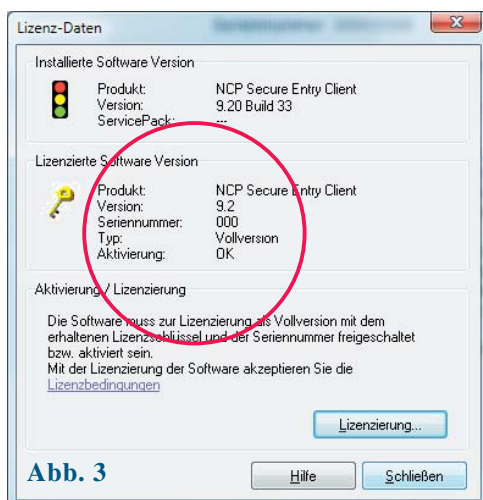 Lizenz-Daten
Installierte Software Version
Produkt: NCP Secure Entry Client
Version: 9.20 Build 33
ServicePack: ---
Lizenzierte Software Version
Produkt: NCP Secure Entry Client
Version: 9.2
Seriennummer: 000
Typ: Vollversion
Aktivierung: OK
Aktivierung / Lizenzierung
Die Software muss zur Lizenzierung als Vollversion mit dem
erhaltenen Lizenzschlüssel und der Seriennummer freigeschaltet
bzw. aktiviert sein.
Mit der Lizenzierung der Software akzeptieren Sie die
Lizenzbedingungen
Lizenzierung...
Abb. 3 Hilfe Schließen